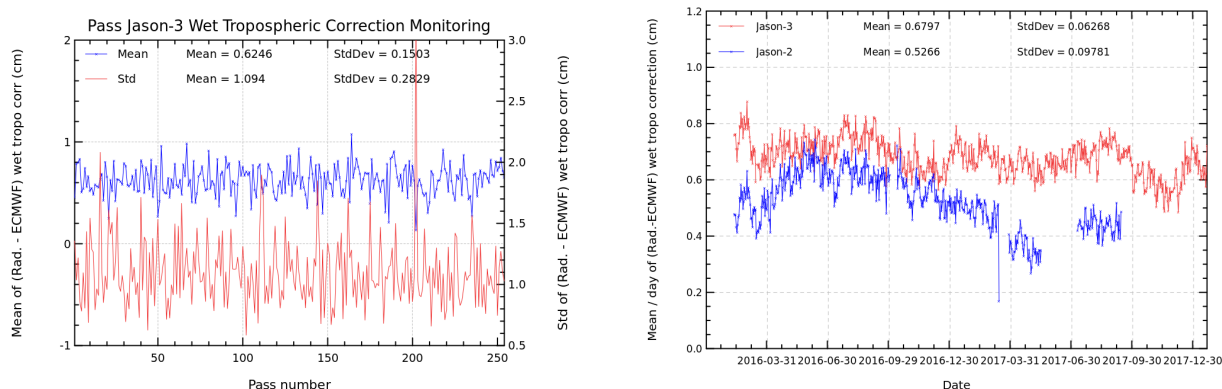 Pass Jason-3 Wet Tropospheric Correction Monitoring
Mean of (Rad. - ECMWF) wet tropo corr (cm)
2
1
0
-1
Mean Mean = 0.6246 StdDev = 0.1503
Std Mean = 1.094 StdDev = 0.2829
3.0
2.5
2.0
1.5
1.0
0.5
Std of (Rad. - ECMWF) wet tropo corr (cm)
50 100 150 200 250
Pass number
Mean / day of (Rad.-ECMWF) wet tropo correction (cm)
1.2
1.0
0.8
0.6
0.4
0.2
0.0
Jason-3 Mean = 0.6797 StdDev = 0.06268
Jason-2 Mean = 0.5266 StdDev = 0.09781
2016-03-31 2016-06-30 2016-09-29 2016-12-30 2017-03-31 2017-06-30 2017-09-30 2017-12-30
Date